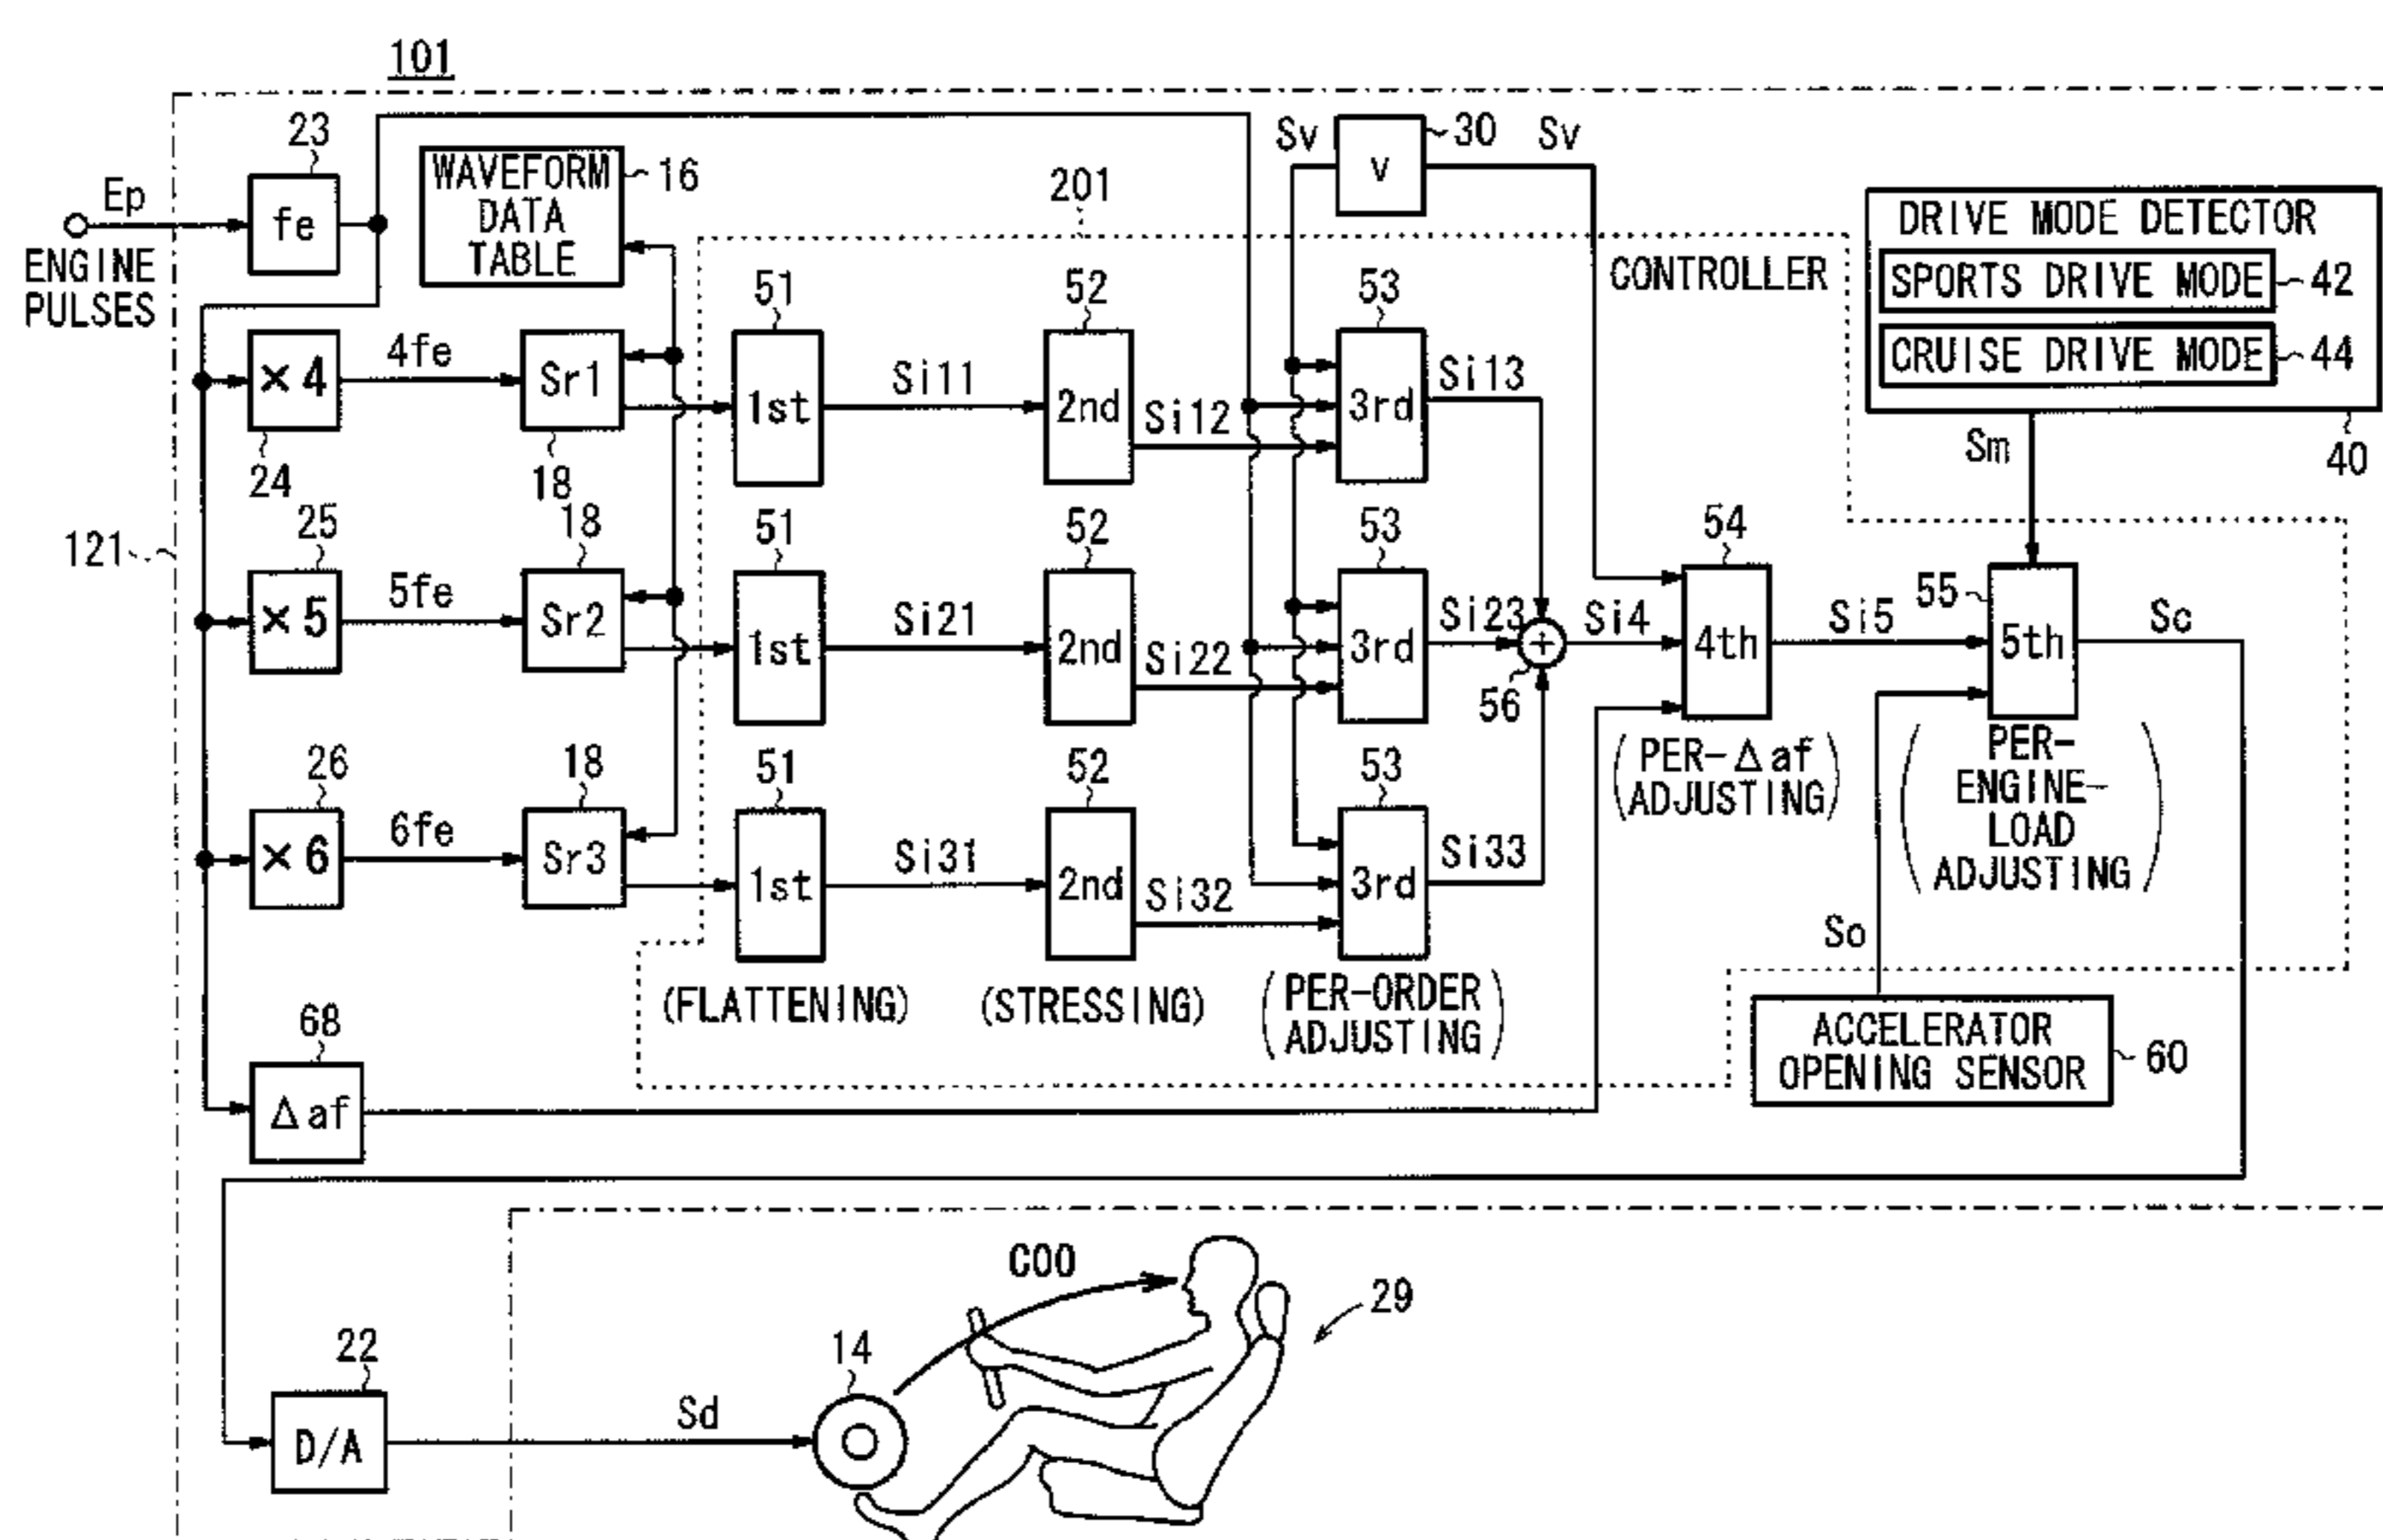 101
23
Ep
fe
ENGINE
PULSES
WAVEFORM
DATA
TABLE
16
201
Sv
v
30
Sv
CONTROLLER
DRIVE MODE DETECTOR
SPORTS DRIVE MODE
42
CRUISE DRIVE MODE
44
40
Sm
×4
24
4fe
Sr1
18
51
1st
Si11
52
2nd
Si12
53
3rd
Si13
121
25
×5
5fe
18
Sr2
51
1st
Si21
52
2nd
Si22
53
3rd
Si23
+
56
Si4
54
4th
Si5
55
5th
Sc
(PER-Δaf
ADJUSTING)
(PER-
ENGINE-
LOAD
ADJUSTING)
26
×6
6fe
18
Sr3
51
1st
Si31
52
2nd
Si32
53
3rd
Si33
So
(FLATTENING)
(STRESSING)
(PER-ORDER
ADJUSTING)
ACCELERATOR
OPENING SENSOR
60
68
Δaf
22
D/A
Sd
14
C00
29